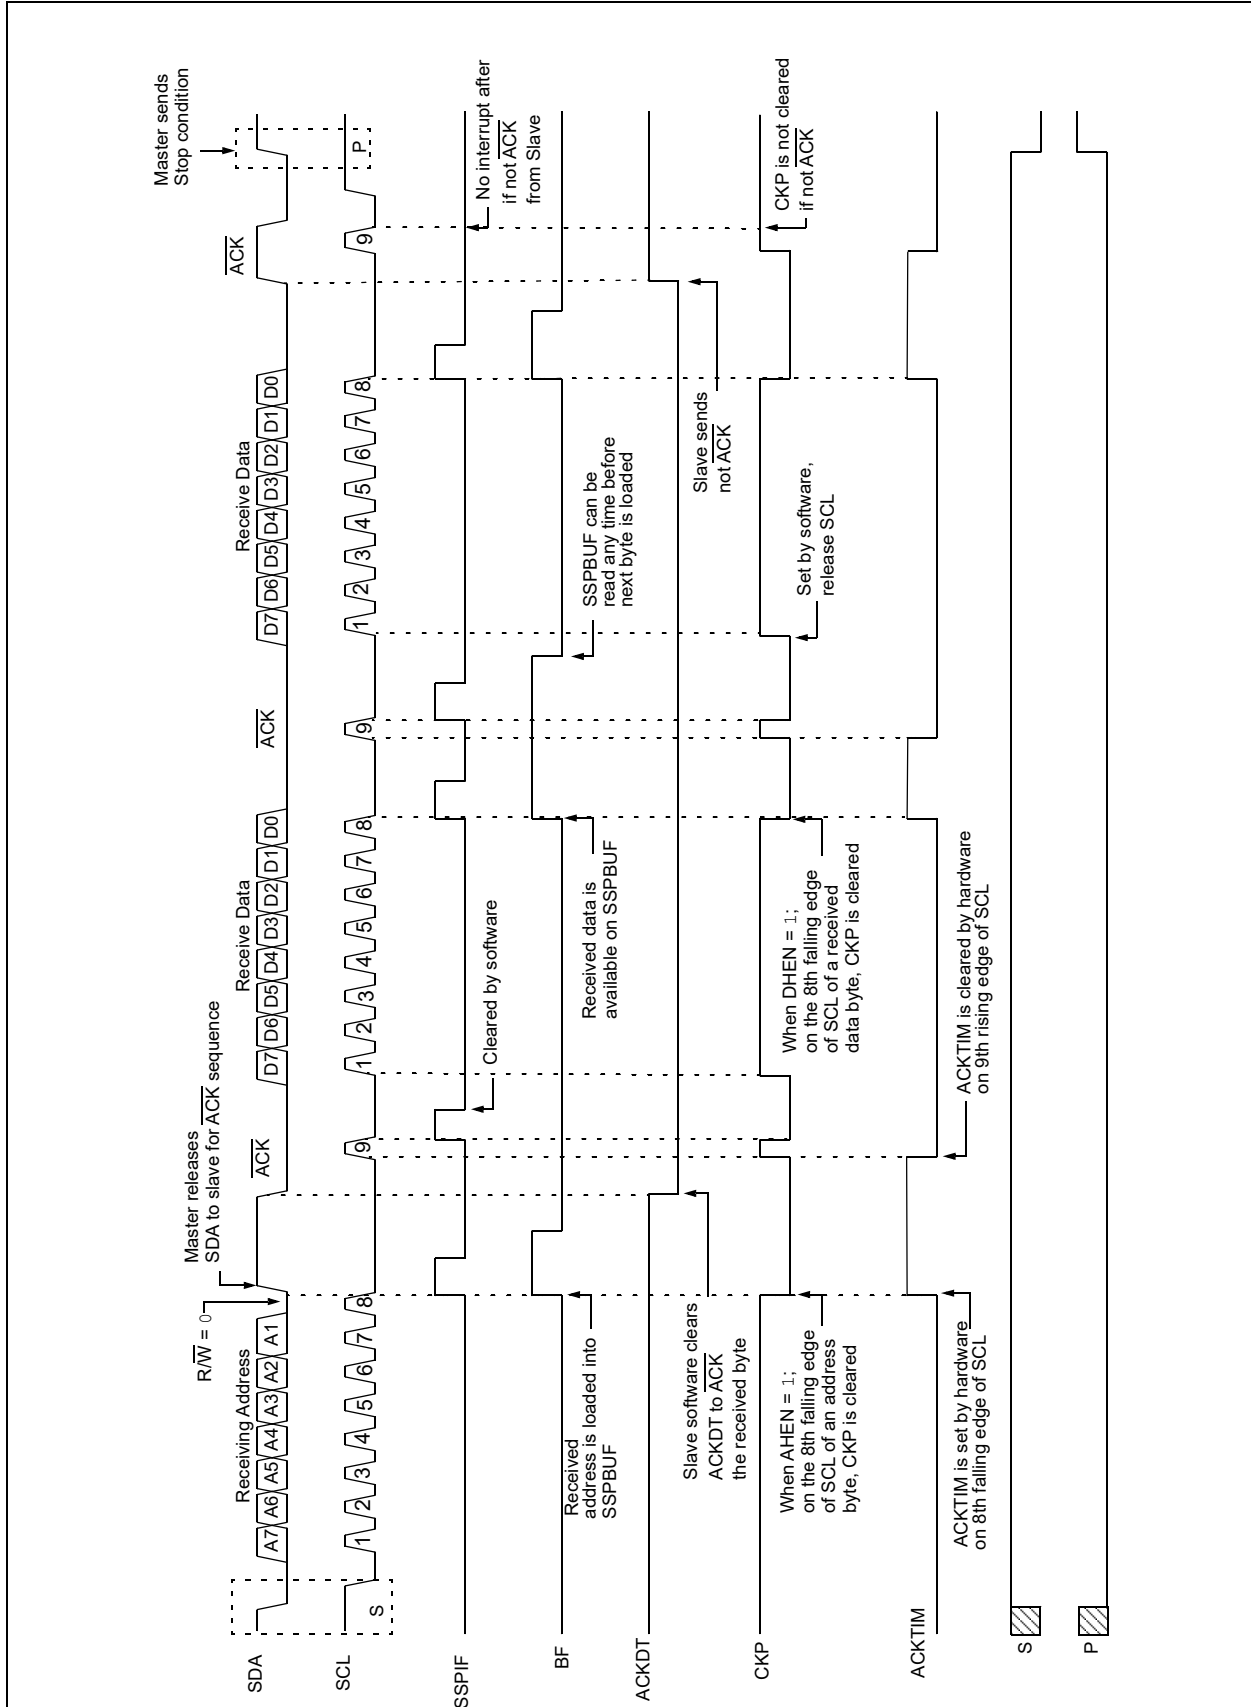 Master sends
Stop condition
SDA
S
Receiving Address
A7 A6 A5 A4 A3 A2 A1
R/W̅ = 0
Master releases
SDA to slave for A̅C̅K̅ sequence
A̅C̅K̅
Receive Data
D7 D6 D5 D4 D3 D2 D1 D0
A̅C̅K̅
Receive Data
D7 D6 D5 D4 D3 D2 D1 D0
A̅C̅K̅
P
SCL
1 2 3 4 5 6 7 8 9 1 2 3 4 5 6 7 8 9 1 2 3 4 5 6 7 8 9
SSPIF
Cleared by software
No interrupt after
if not A̅C̅K̅
from Slave
BF
Received
address is loaded into
SSPBUF
Received data is
available on SSPBUF
SSPBUF can be
read any time before
next byte is loaded
ACKDT
Slave software clears
ACKDT to A̅C̅K̅
the received byte
Slave sends
not A̅C̅K̅
CKP
When AHEN = 1;
on the 8th falling edge
of SCL of an address
byte, CKP is cleared
When DHEN = 1;
on the 8th falling edge
of SCL of a received
data byte, CKP is cleared
Set by software,
release SCL
CKP is not cleared
if not A̅C̅K̅
ACKTIM
ACKTIM is set by hardware
on 8th falling edge of SCL
ACKTIM is cleared by hardware
on 9th rising edge of SCL
S
P